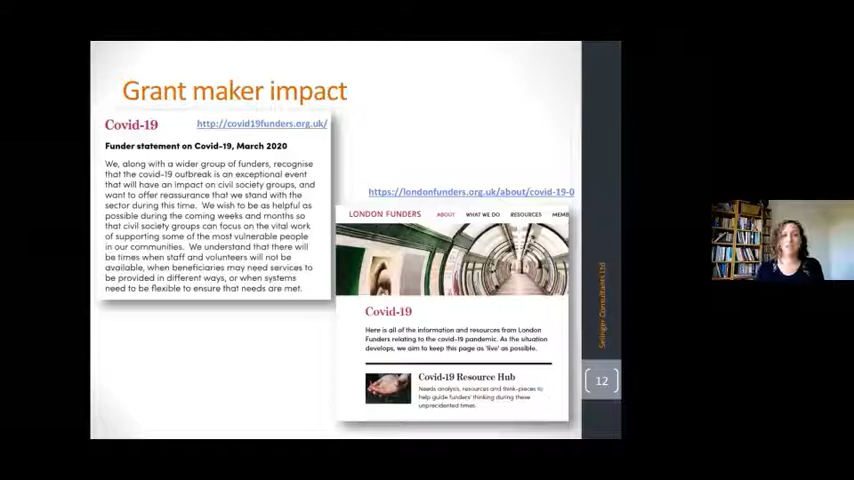 Grant maker impact
Covid-19
http://covid19funders.org.uk/
Funder statement on Covid-19, March 2020
We, along with a wider group of funders, recognise
that the covid-19 outbreak is an exceptional event
that will have an impact on civil society groups, and
want to offer reassurance that we stand with the
sector during this time. We wish to be as helpful as
possible during the coming weeks and months so
that civil society groups can focus on the vital work
of supporting some of the most vulnerable people
in our communities. We understand that there will
be times when staff and volunteers will not be
available, when beneficiaries may need services to
be provided in different ways, or when systems
need to be flexible to ensure that needs are met.
https://londonfunders.org.uk/about/covid-19-0
LONDON FUNDERS ABOUT WHAT WE DO RESOURCES MEMB
Covid-19
Here is all of the information and resources from London
Funders relating to the covid-19 pandemic. As the situation
develops, we aim to keep this page as 'live' as possible.
Covid-19 Resource Hub
Needs analysis, resources and think-pieces to
help guide funders' thinking during these
unprecedented times.
Selinger Consultants Ltd
12